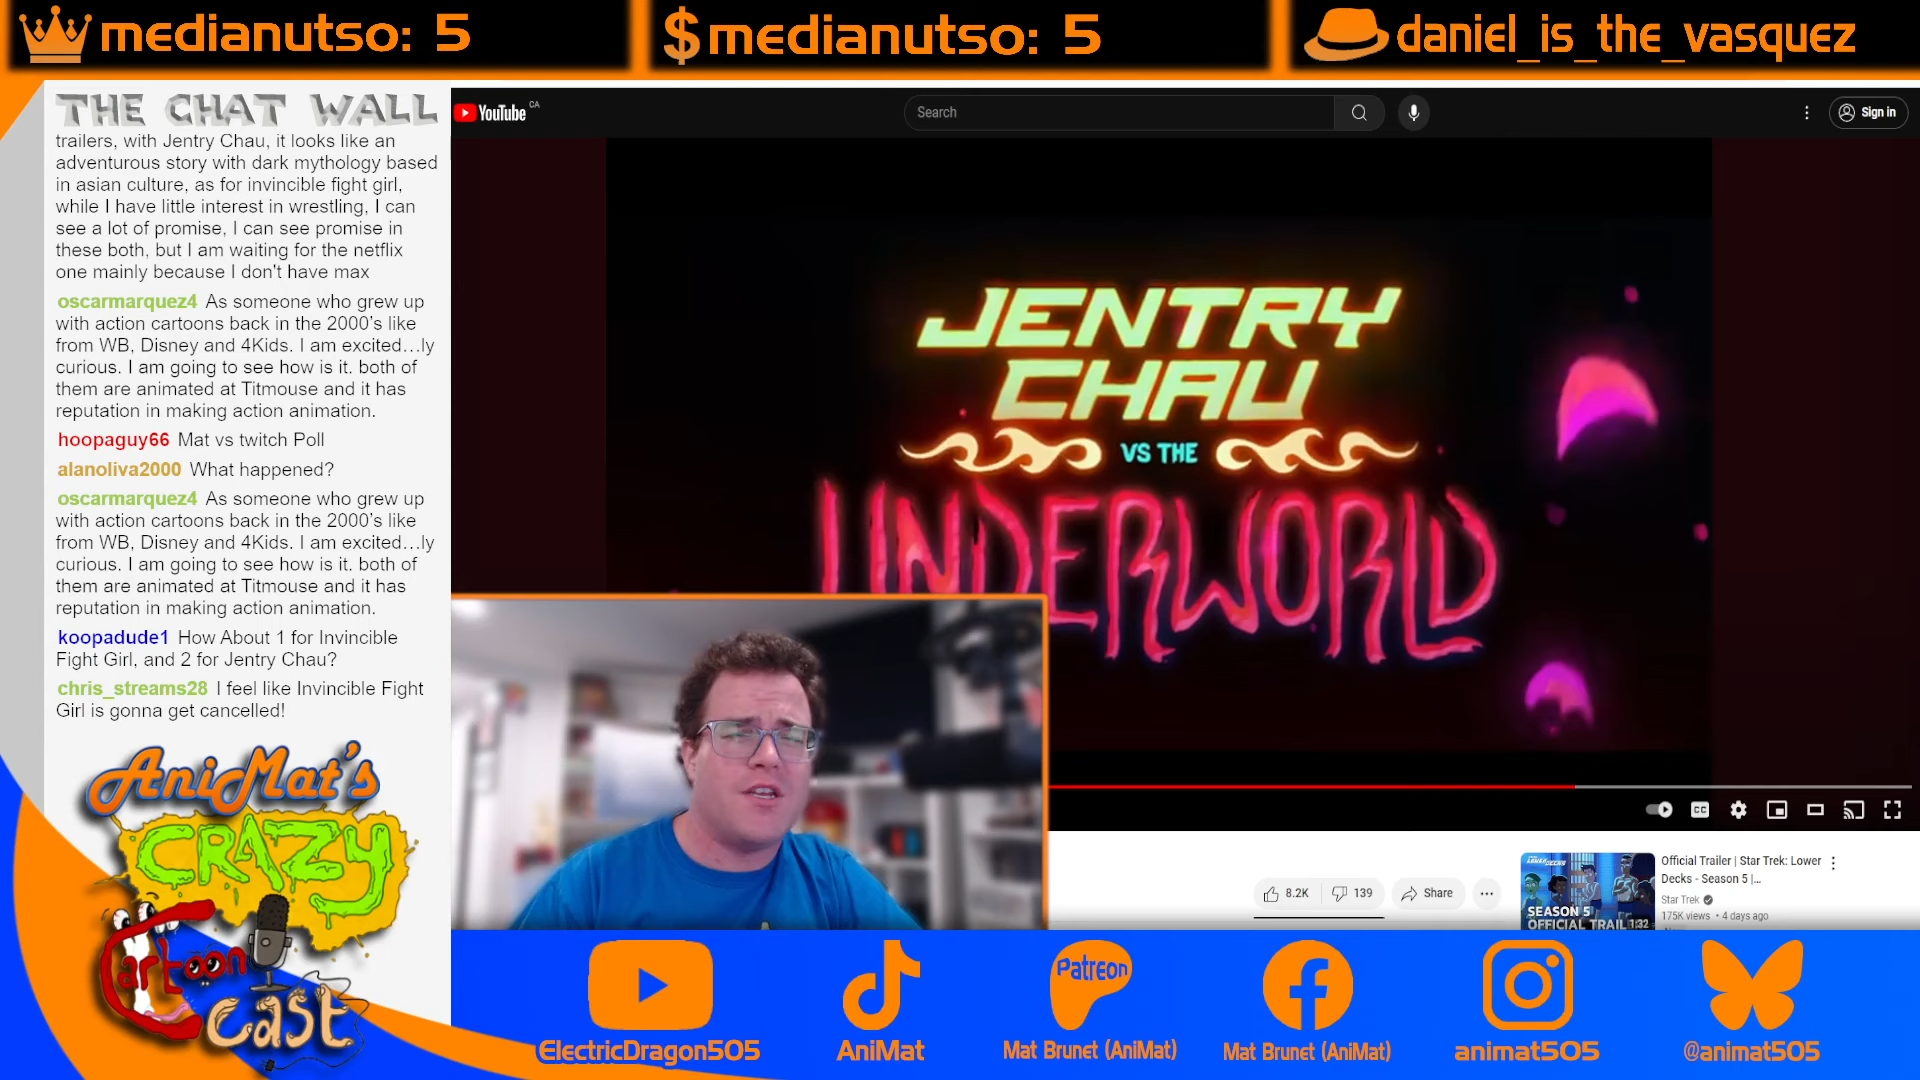 medianutso: 5
$ medianutso: 5
daniel_is_the_vasquez
THE CHAT WALL
trailers, with Jentry Chau, it looks like an
adventurous story with dark mythology based
in asian culture, as for invincible fight girl,
while I have little interest in wrestling, I can
see a lot of promise, I can see promise in
these both, but I am waiting for the netflix
one mainly because I don't have max
oscarmarquez4 As someone who grew up
with action cartoons back in the 2000's like
from WB, Disney and 4Kids. I am excited…ly
curious. I am going to see how is it. both of
them are animated at Titmouse and it has
reputation in making action animation.
hoopaguy66 Mat vs twitch Poll
alanoliva2000 What happened?
oscarmarquez4 As someone who grew up
with action cartoons back in the 2000's like
from WB, Disney and 4Kids. I am excited…ly
curious. I am going to see how is it. both of
them are animated at Titmouse and it has
reputation in making action animation.
koopadude1 How About 1 for Invincible
Fight Girl, and 2 for Jentry Chau?
chris_streams28 I feel like Invincible Fight
Girl is gonna get cancelled!
AniMat's
CRAZY
Cartoon
Cast
YouTube CA
Search
Sign in
JENTRY
CHAU
VS THE
UNDERWORLD
CC
8.2K
139
Share
SEASON 5
OFFICIAL TRAIL
1:32
Official Trailer | Star Trek: Lower
Decks - Season 5 |...
Star Trek
175K views • 4 days ago
Patreon
ElectricDragon505
AniMat
Mat Brunet (AniMat)
Mat Brunet (AniMat)
animat505
@animat505